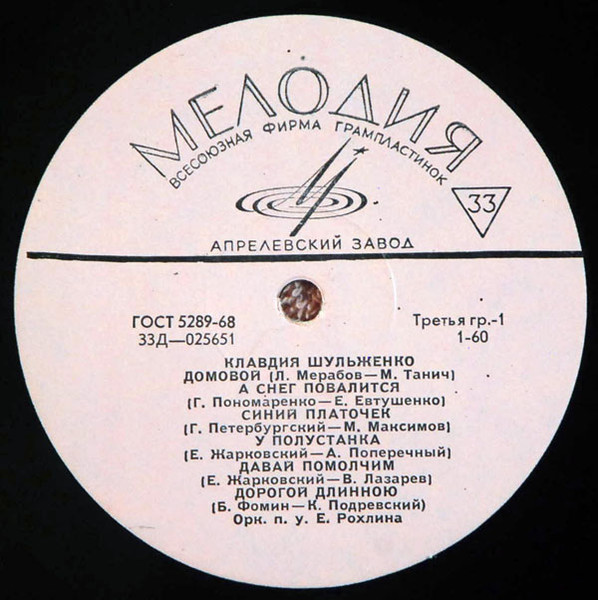 МЕЛОДИЯ
ВСЕСОЮЗНАЯ ФИРМА ГРАМПЛАСТИНОК
33
АПРЕЛЕВСКИЙ ЗАВОД
ГОСТ 5289-68
33Д—025651
Третья гр.-1
1-60
КЛАВДИЯ ШУЛЬЖЕНКО
ДОМОВОЙ (Л. Мерабов—М. Танич)
А СНЕГ ПОВАЛИТСЯ
(Г. Пономаренко—Е. Евтушенко)
СИНИЙ ПЛАТОЧЕК
(Г. Петербургский—М. Максимов)
У ПОЛУСТАНКА
(Е. Жарковский—А. Поперечный)
ДАВАЙ ПОМОЛЧИМ
(Е. Жарковский—В. Лазарев)
ДОРОГОЙ ДЛИННОЮ
(Б. Фомин—К. Подревский)
Орк. п. у. Е. Рохлина